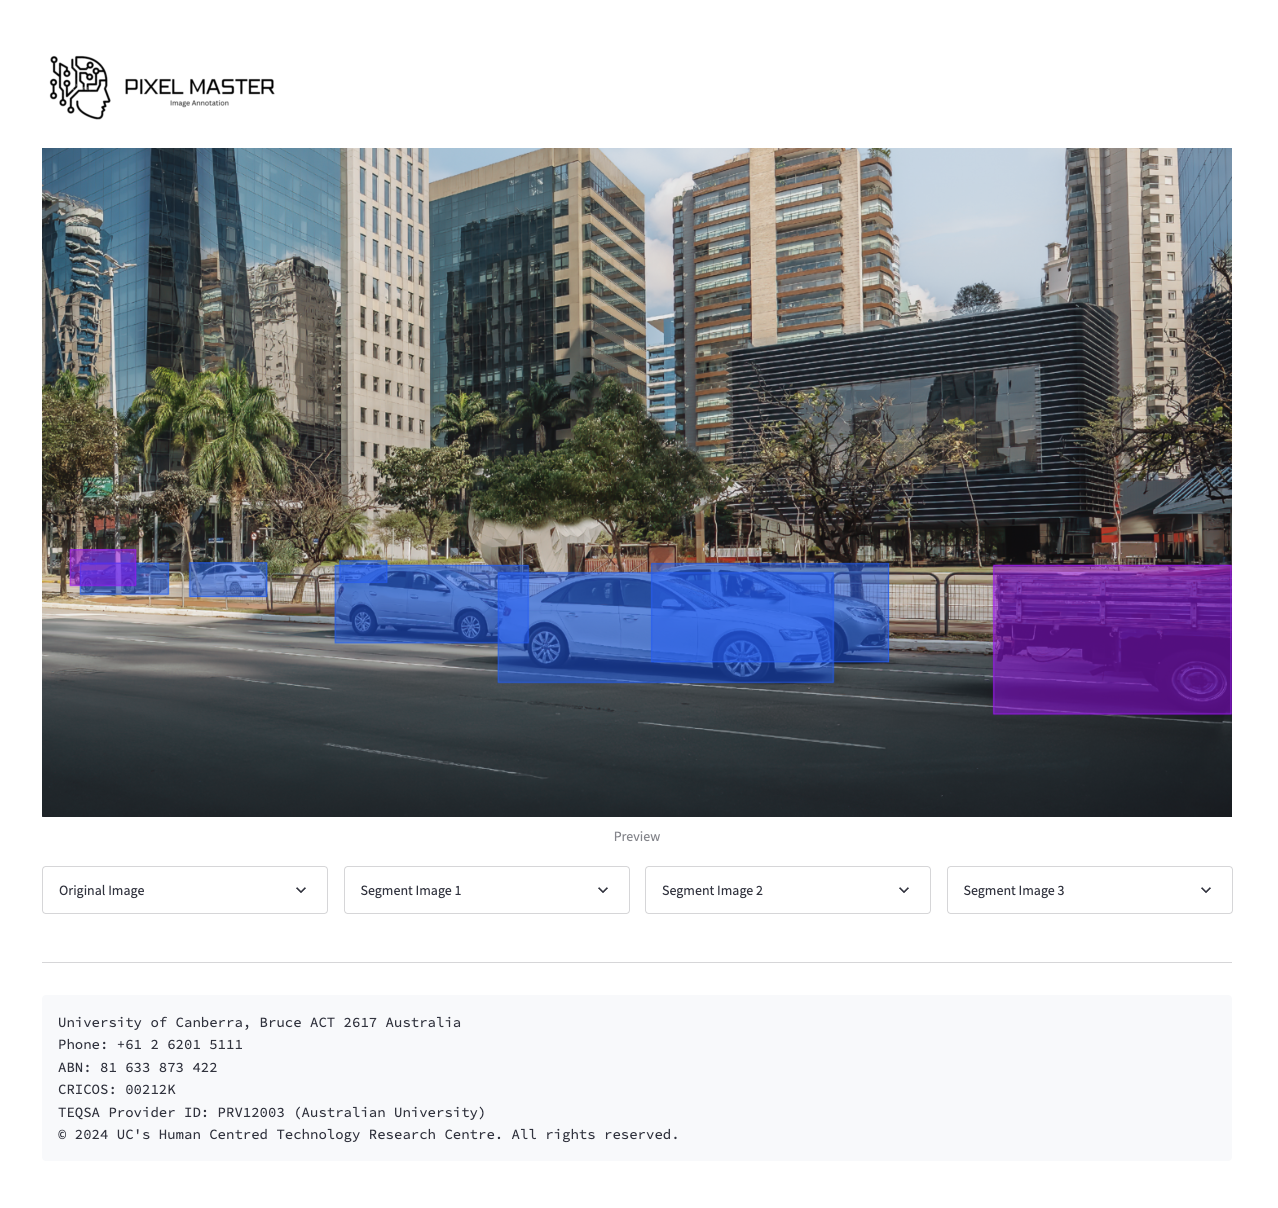 PIXEL MASTER
Image Annotation
Preview
Original Image
Segment Image 1
Segment Image 2
Segment Image 3
University of Canberra, Bruce ACT 2617 Australia
Phone: +61 2 6201 5111
ABN: 81 633 873 422
CRICOS: 00212K
TEQSA Provider ID: PRV12003 (Australian University)
© 2024 UC's Human Centred Technology Research Centre. All rights reserved.